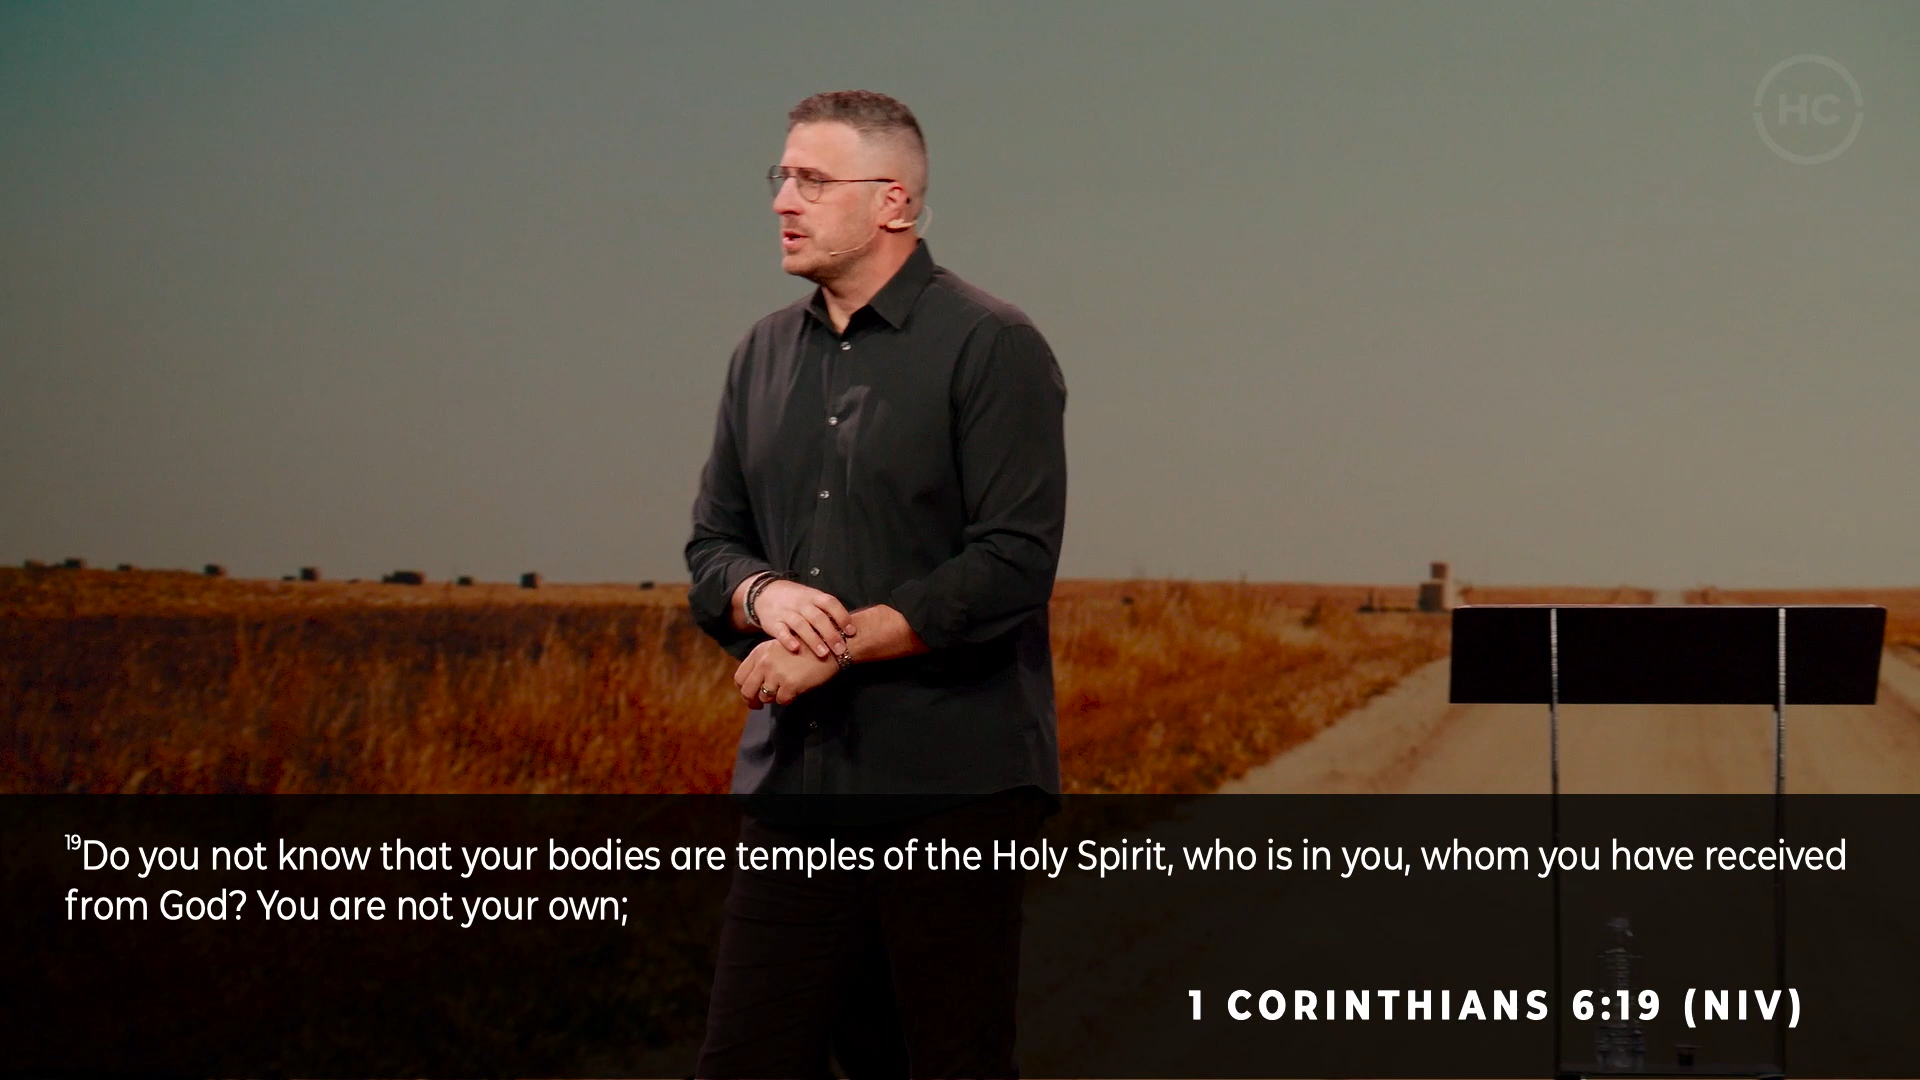 HC
19Do you not know that your bodies are temples of the Holy Spirit, who is in you, whom you have received
from God? You are not your own;
1 CORINTHIANS 6:19 (NIV)